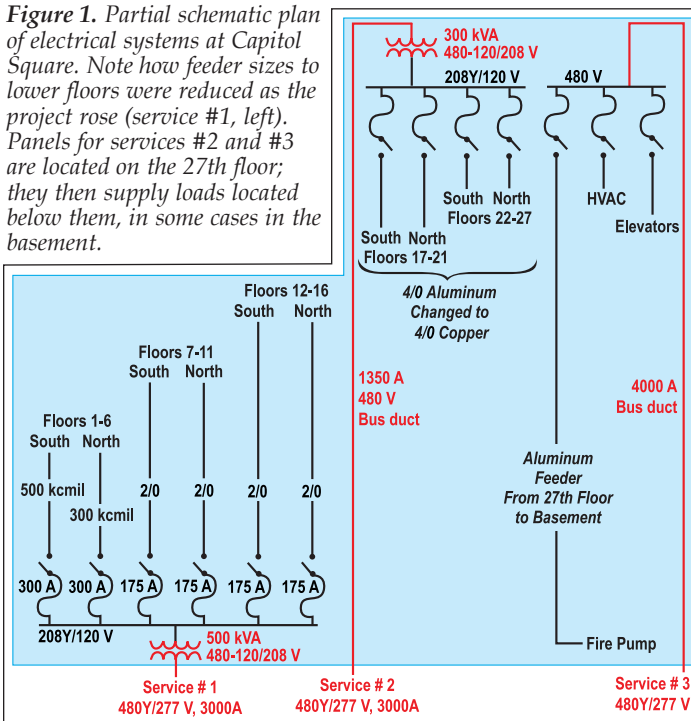 Figure 1. Partial schematic plan
of electrical systems at Capitol
Square. Note how feeder sizes to
lower floors were reduced as the
project rose (service #1, left).
Panels for services #2 and #3
are located on the 27th floor;
they then supply loads located
below them, in some cases in the
basement.
300 kVA
480-120/208 V
208Y/120 V
480 V
South North
Floors 22-27
South North
Floors 17-21
HVAC
Elevators
4/0 Aluminum
Changed to
4/0 Copper
Floors 12-16
South North
Floors 7-11
South North
Floors 1-6
South North
1350 A
480 V
Bus duct
4000 A
Bus duct
Aluminum
Feeder
From 27th Floor
to Basement
500 kcmil
300 kcmil
2/0
2/0
2/0
2/0
300 A
300 A
175 A
175 A
175 A
175 A
208Y/120 V
500 kVA
480-120/208 V
Fire Pump
Service # 1
480Y/277 V, 3000A
Service # 2
480Y/277 V, 3000A
Service # 3
480Y/277 V